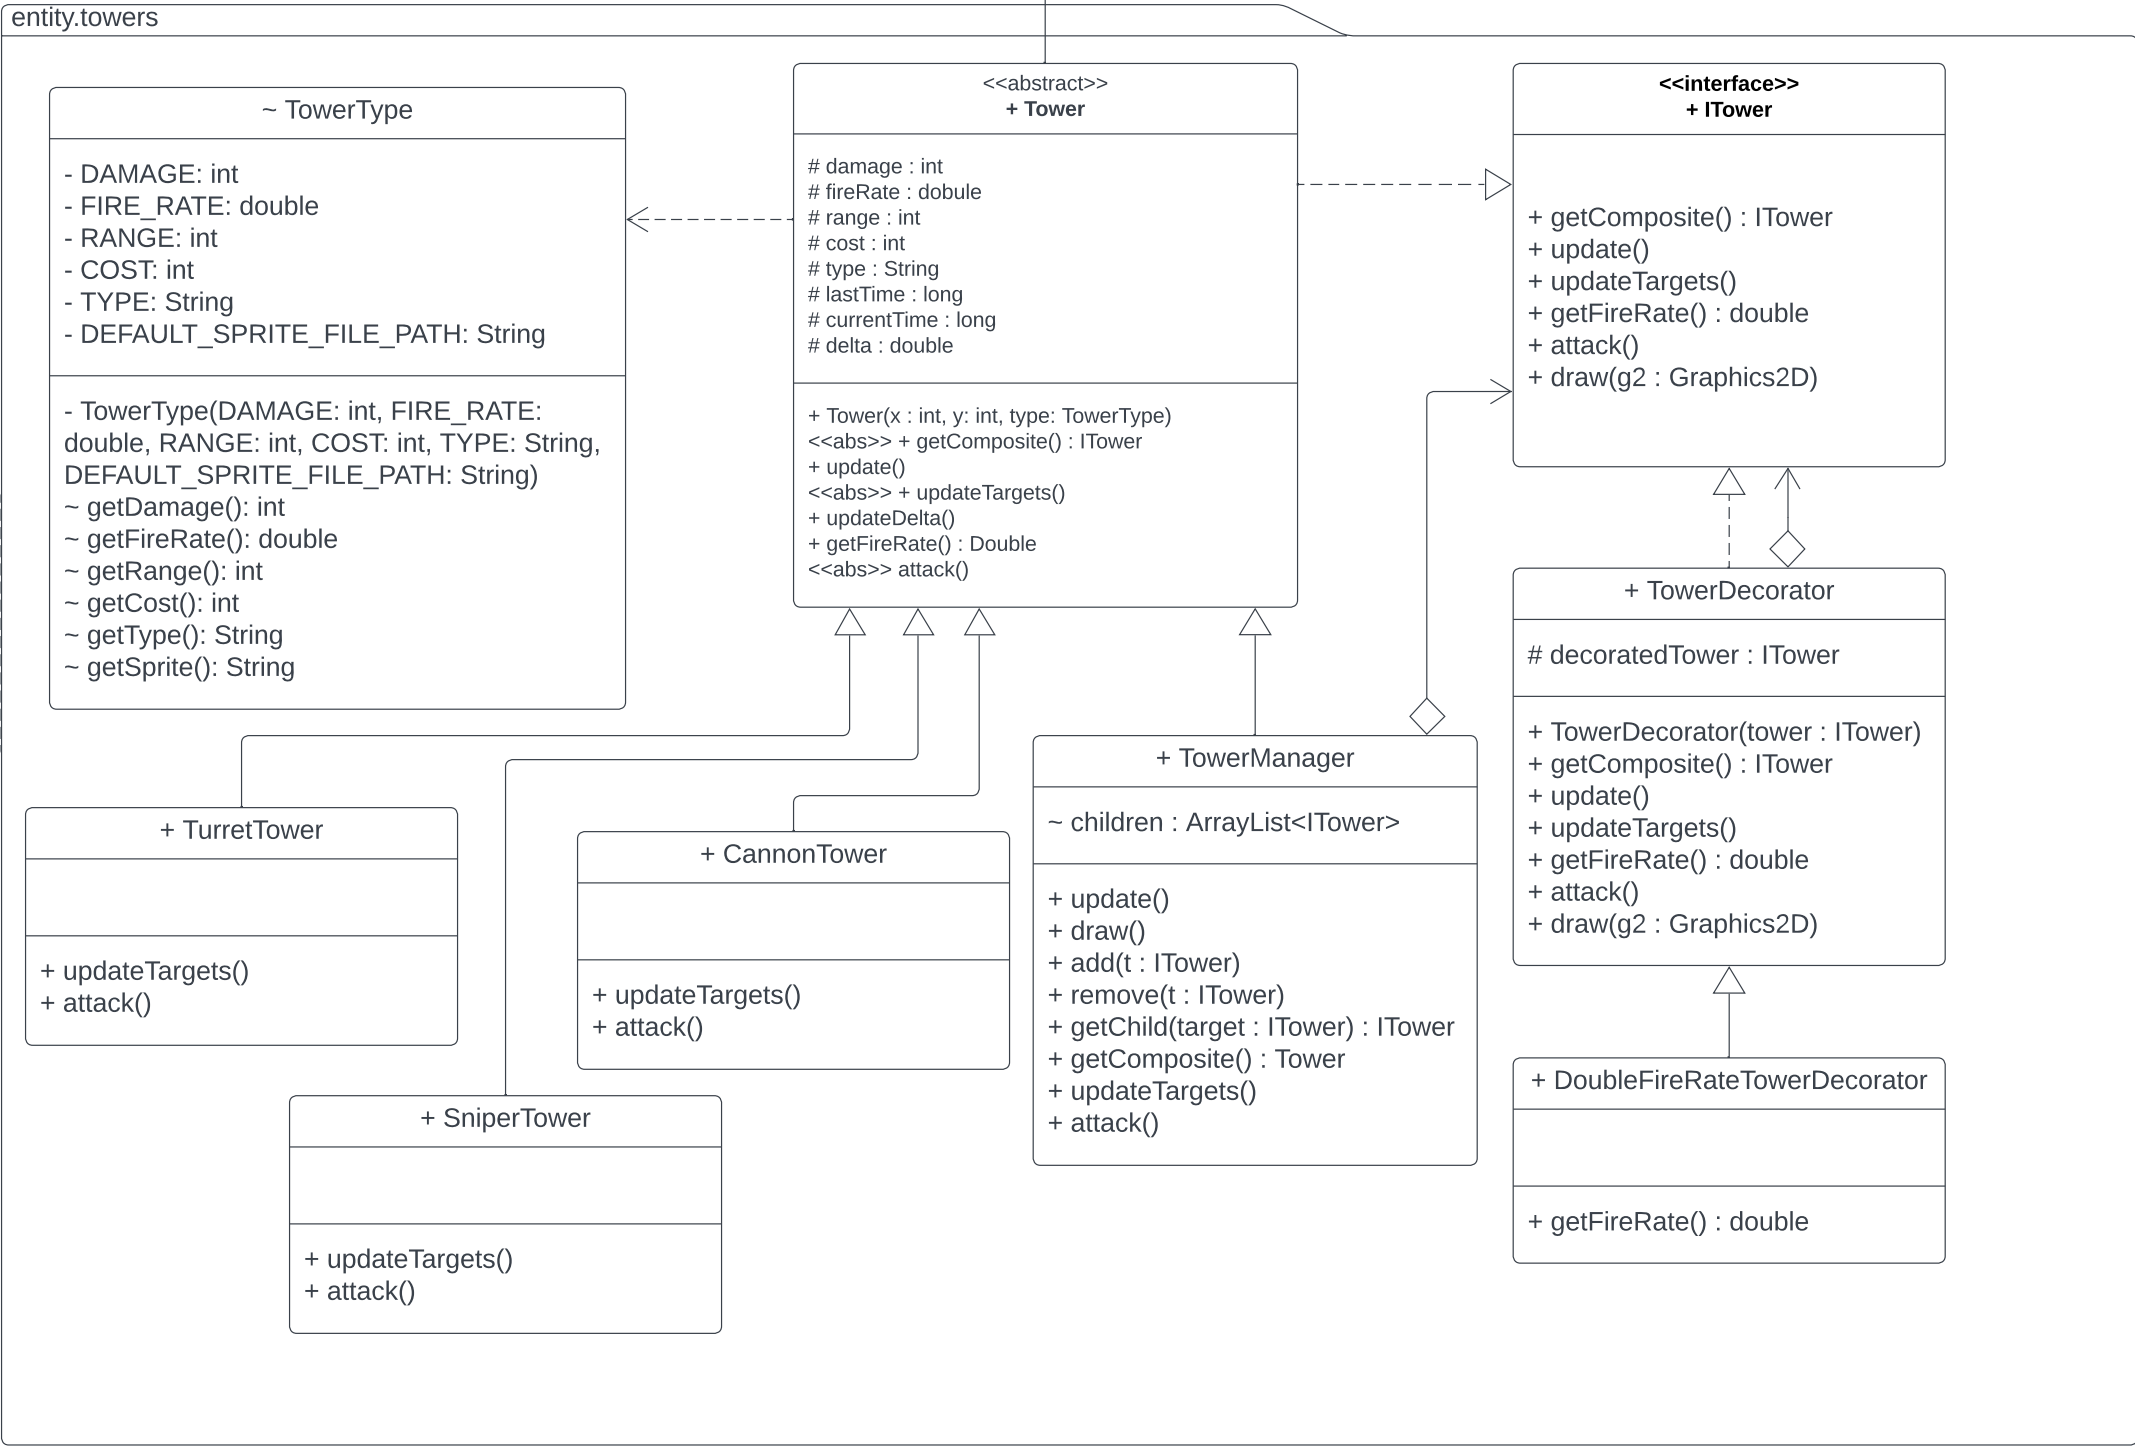 entity.towers
~ TowerType
- DAMAGE: int
- FIRE_RATE: double
- RANGE: int
- COST: int
- TYPE: String
- DEFAULT_SPRITE_FILE_PATH: String
- TowerType(DAMAGE: int, FIRE_RATE:
double, RANGE: int, COST: int, TYPE: String,
DEFAULT_SPRITE_FILE_PATH: String)
~ getDamage(): int
~ getFireRate(): double
~ getRange(): int
~ getCost(): int
~ getType(): String
~ getSprite(): String
<<abstract>>
+ Tower
# damage : int
# fireRate : dobule
# range : int
# cost : int
# type : String
# lastTime : long
# currentTime : long
# delta : double
+ Tower(x : int, y: int, type: TowerType)
<<abs>> + getComposite() : ITower
+ update()
<<abs>> + updateTargets()
+ updateDelta()
+ getFireRate() : Double
<<abs>> attack()
<<interface>>
+ ITower
+ getComposite() : ITower
+ update()
+ updateTargets()
+ getFireRate() : double
+ attack()
+ draw(g2 : Graphics2D)
+ TowerDecorator
# decoratedTower : ITower
+ TowerDecorator(tower : ITower)
+ getComposite() : ITower
+ update()
+ updateTargets()
+ getFireRate() : double
+ attack()
+ draw(g2 : Graphics2D)
+ TurretTower
+ updateTargets()
+ attack()
+ CannonTower
+ updateTargets()
+ attack()
+ TowerManager
~ children : ArrayList<ITower>
+ update()
+ draw()
+ add(t : ITower)
+ remove(t : ITower)
+ getChild(target : ITower) : ITower
+ getComposite() : Tower
+ updateTargets()
+ attack()
+ SniperTower
+ updateTargets()
+ attack()
+ DoubleFireRateTowerDecorator
+ getFireRate() : double